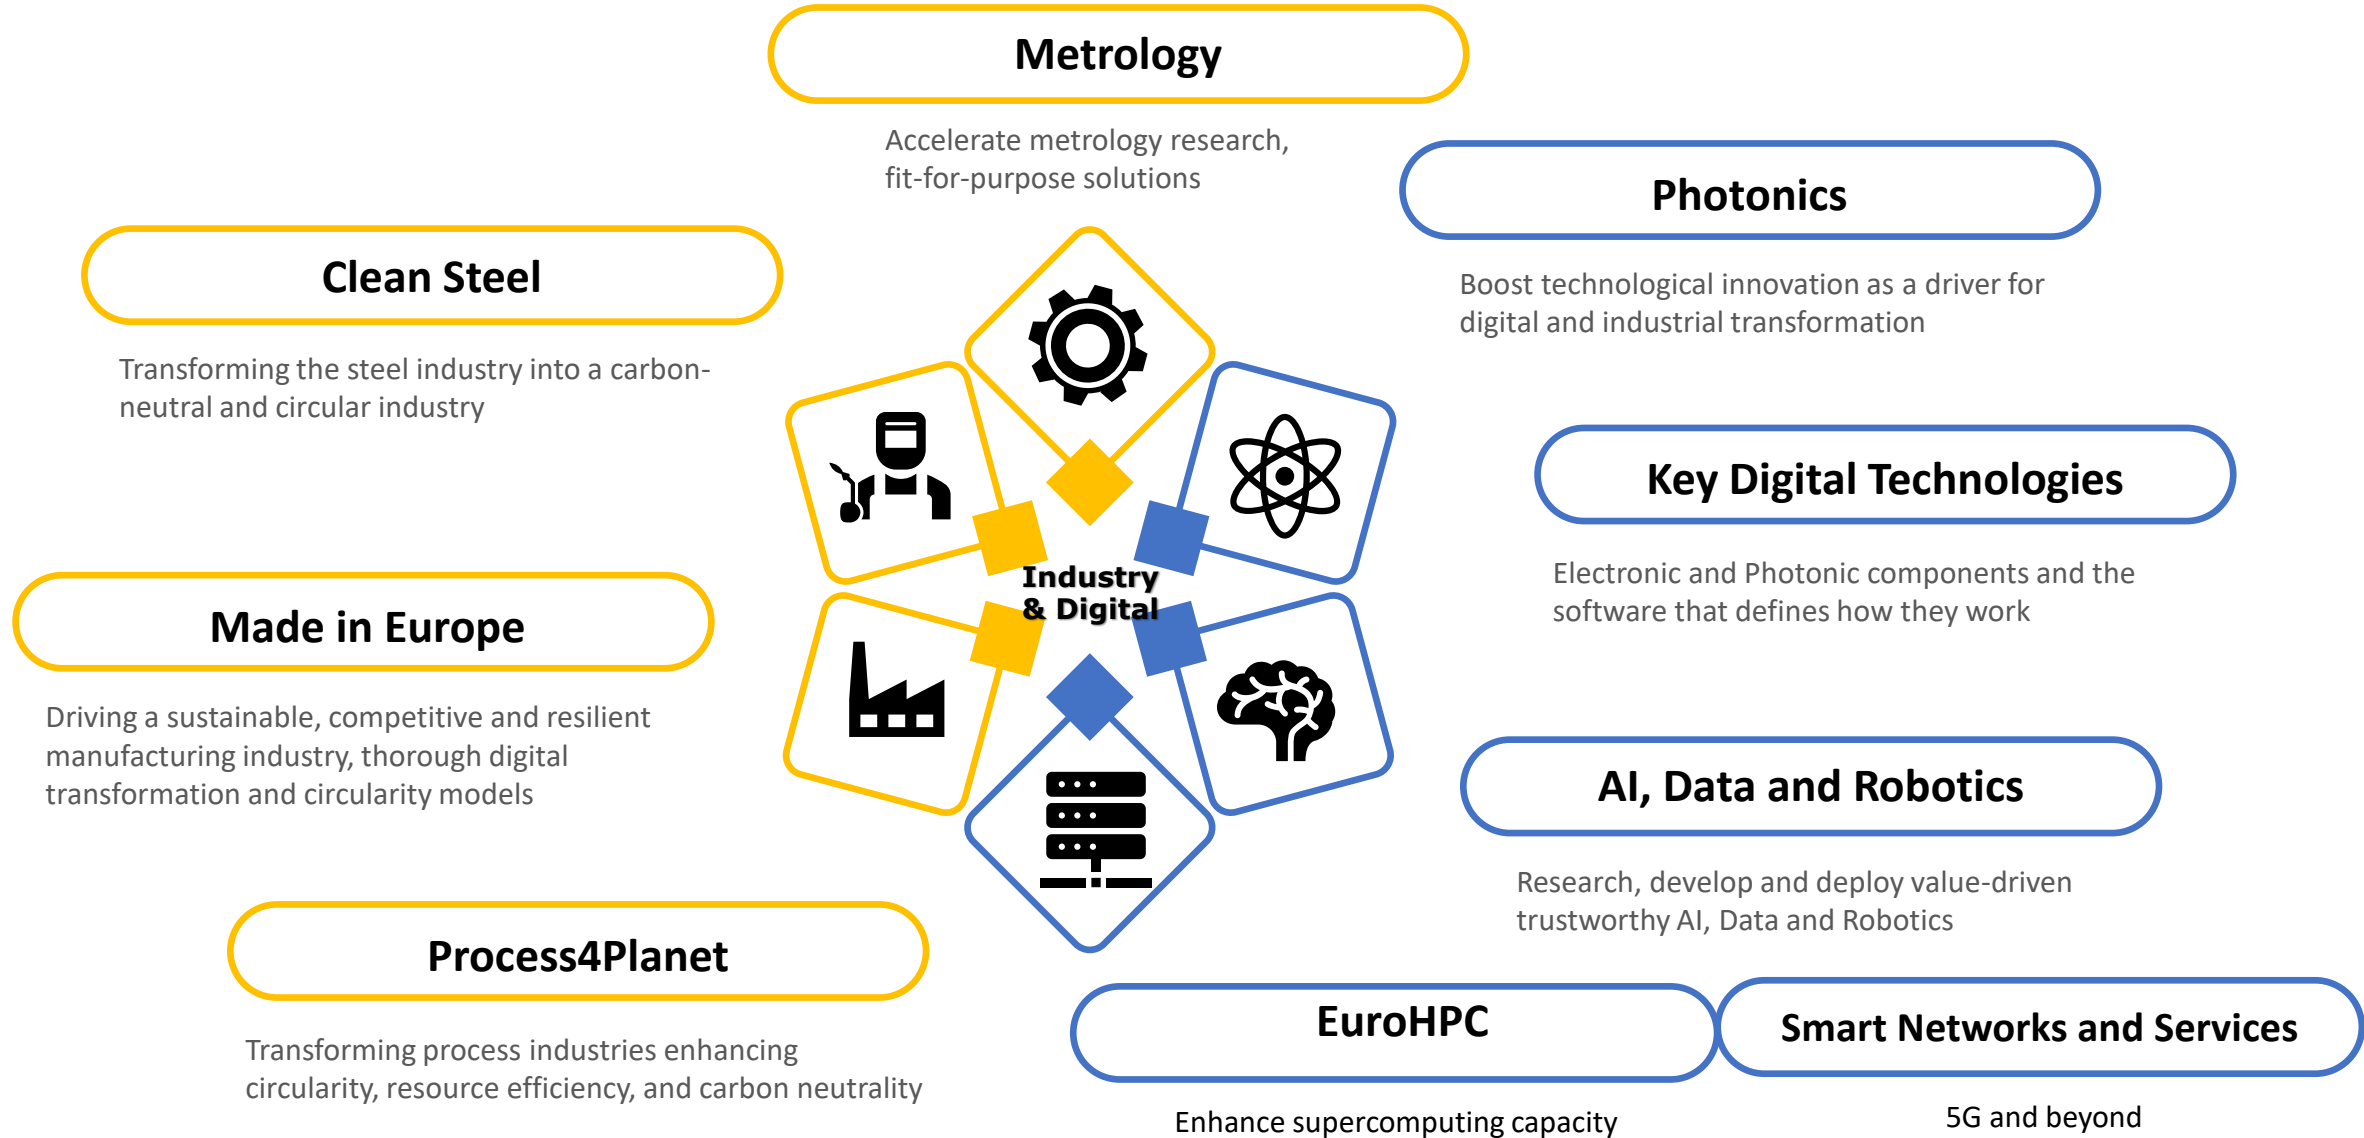 Metrology
Accelerate metrology research,
fit-for-purpose solutions
Photonics
Boost technological innovation as a driver for
digital and industrial transformation
Clean Steel
Transforming the steel industry into a carbon-
neutral and circular industry
Key Digital Technologies
Electronic and Photonic components and the
software that defines how they work
Industry
& Digital
Made in Europe
Driving a sustainable, competitive and resilient
manufacturing industry, thorough digital
transformation and circularity models
AI, Data and Robotics
Research, develop and deploy value-driven
trustworthy AI, Data and Robotics
Process4Planet
Transforming process industries enhancing
circularity, resource efficiency, and carbon neutrality
EuroHPC
Enhance supercomputing capacity
Smart Networks and Services
5G and beyond